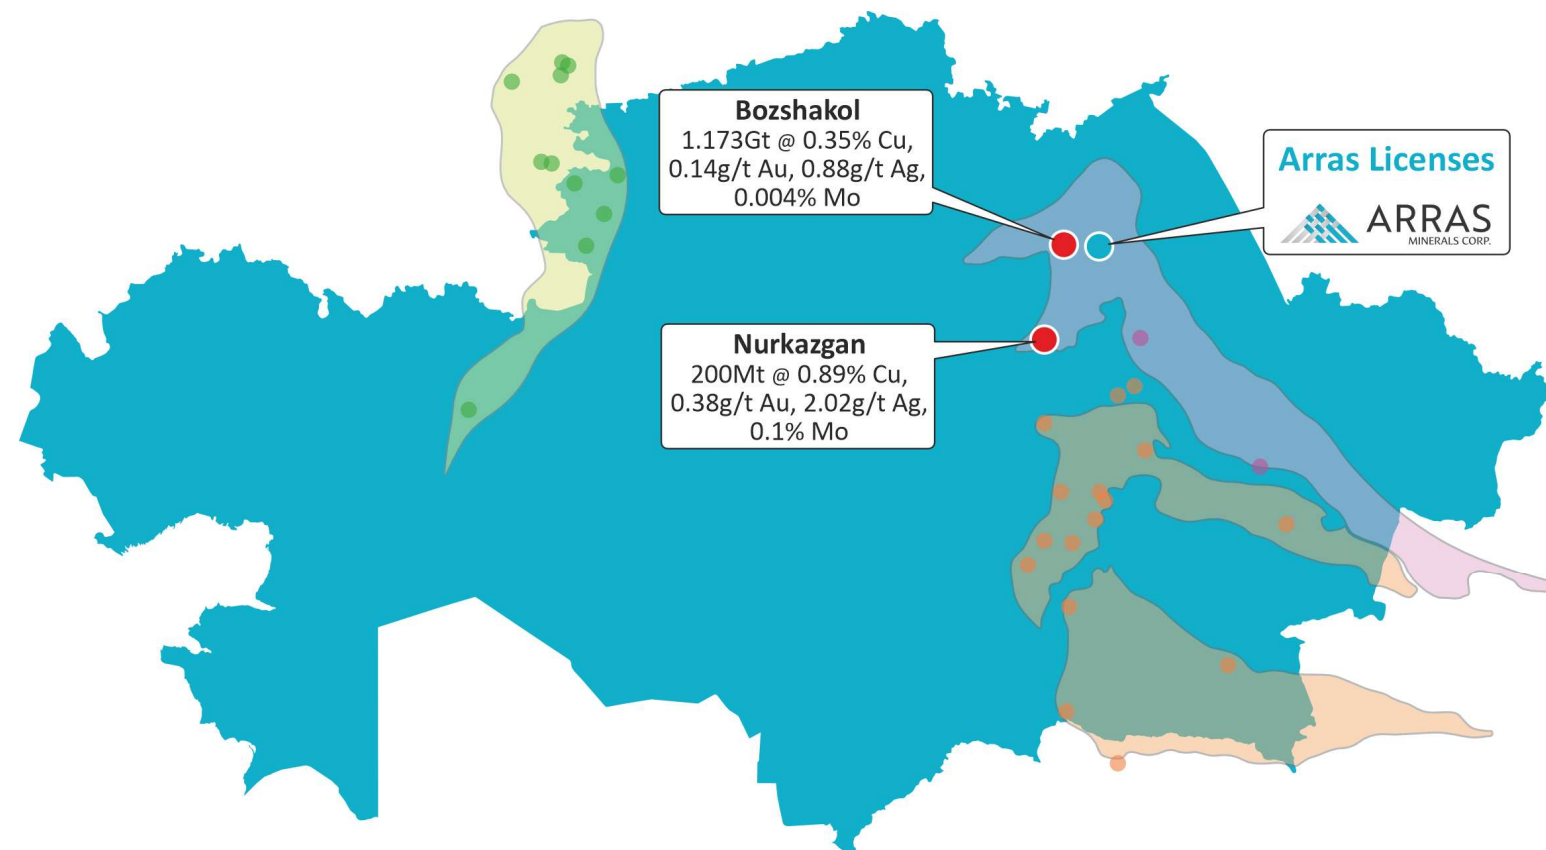 Bozshakol
1.173Gt @ 0.35% Cu,
0.14g/t Au, 0.88g/t Ag,
0.004% Mo
Arras Licenses
ARRAS
MINERALS CORP.
Nurkazgan
200Mt @ 0.89% Cu,
0.38g/t Au, 2.02g/t Ag,
0.1% Mo